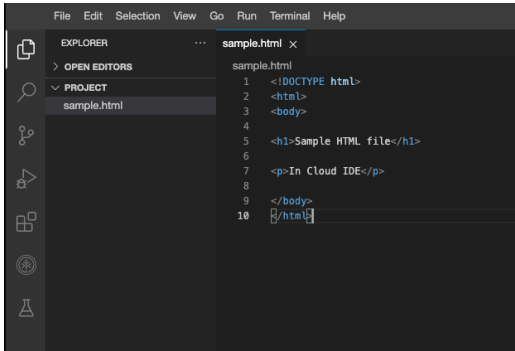 File Edit Selection View Go Run Terminal Help
EXPLORER ...
> OPEN EDITORS
PROJECT
sample.html
sample.html ×
sample.html
1 <!DOCTYPE html>
2 <html>
3 <body>
4
5 <h1>Sample HTML file</h1>
6
7 <p>In Cloud IDE</p>
8
9 </body>
10 </html>